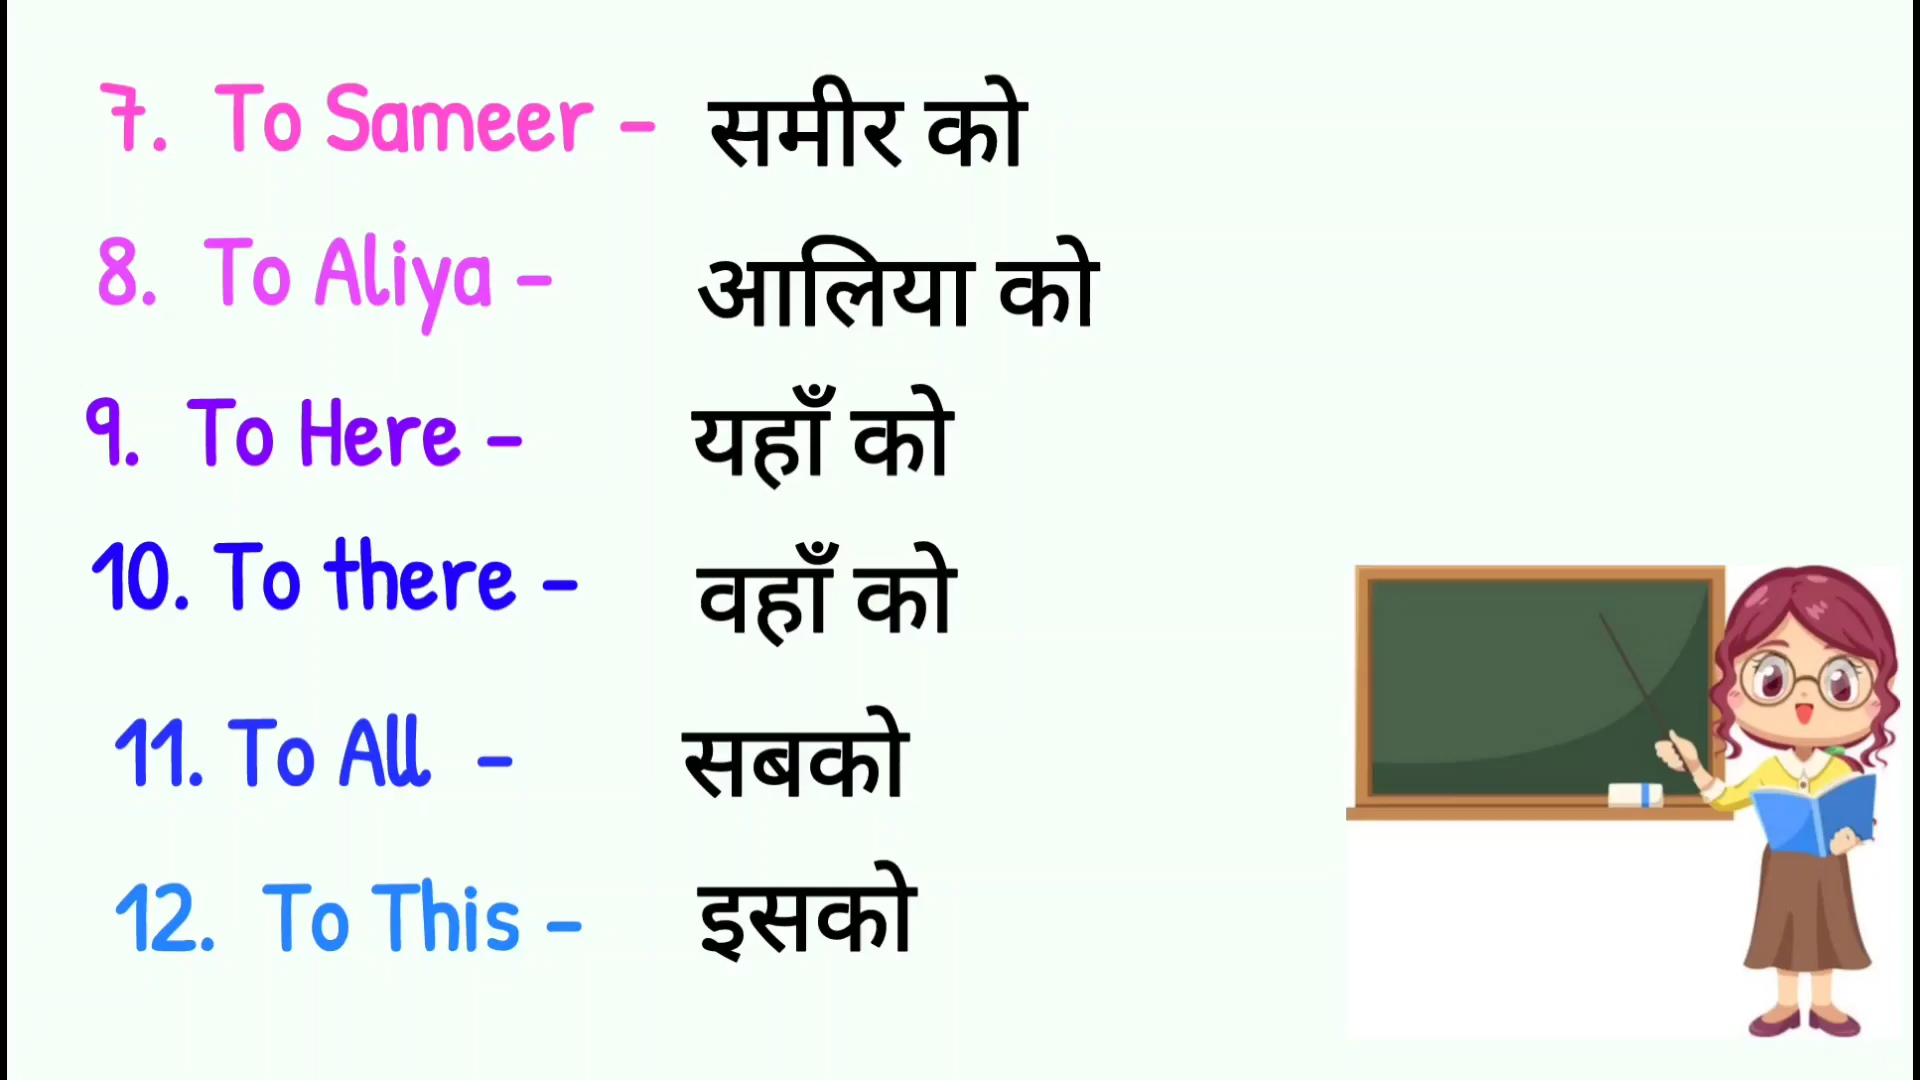 7. To Sameer - समीर को
8. To Aliya - आलिया को
9. To Here - यहाँ को
10. To there - वहाँ को
11. To All - सबको
12. To This - इसको